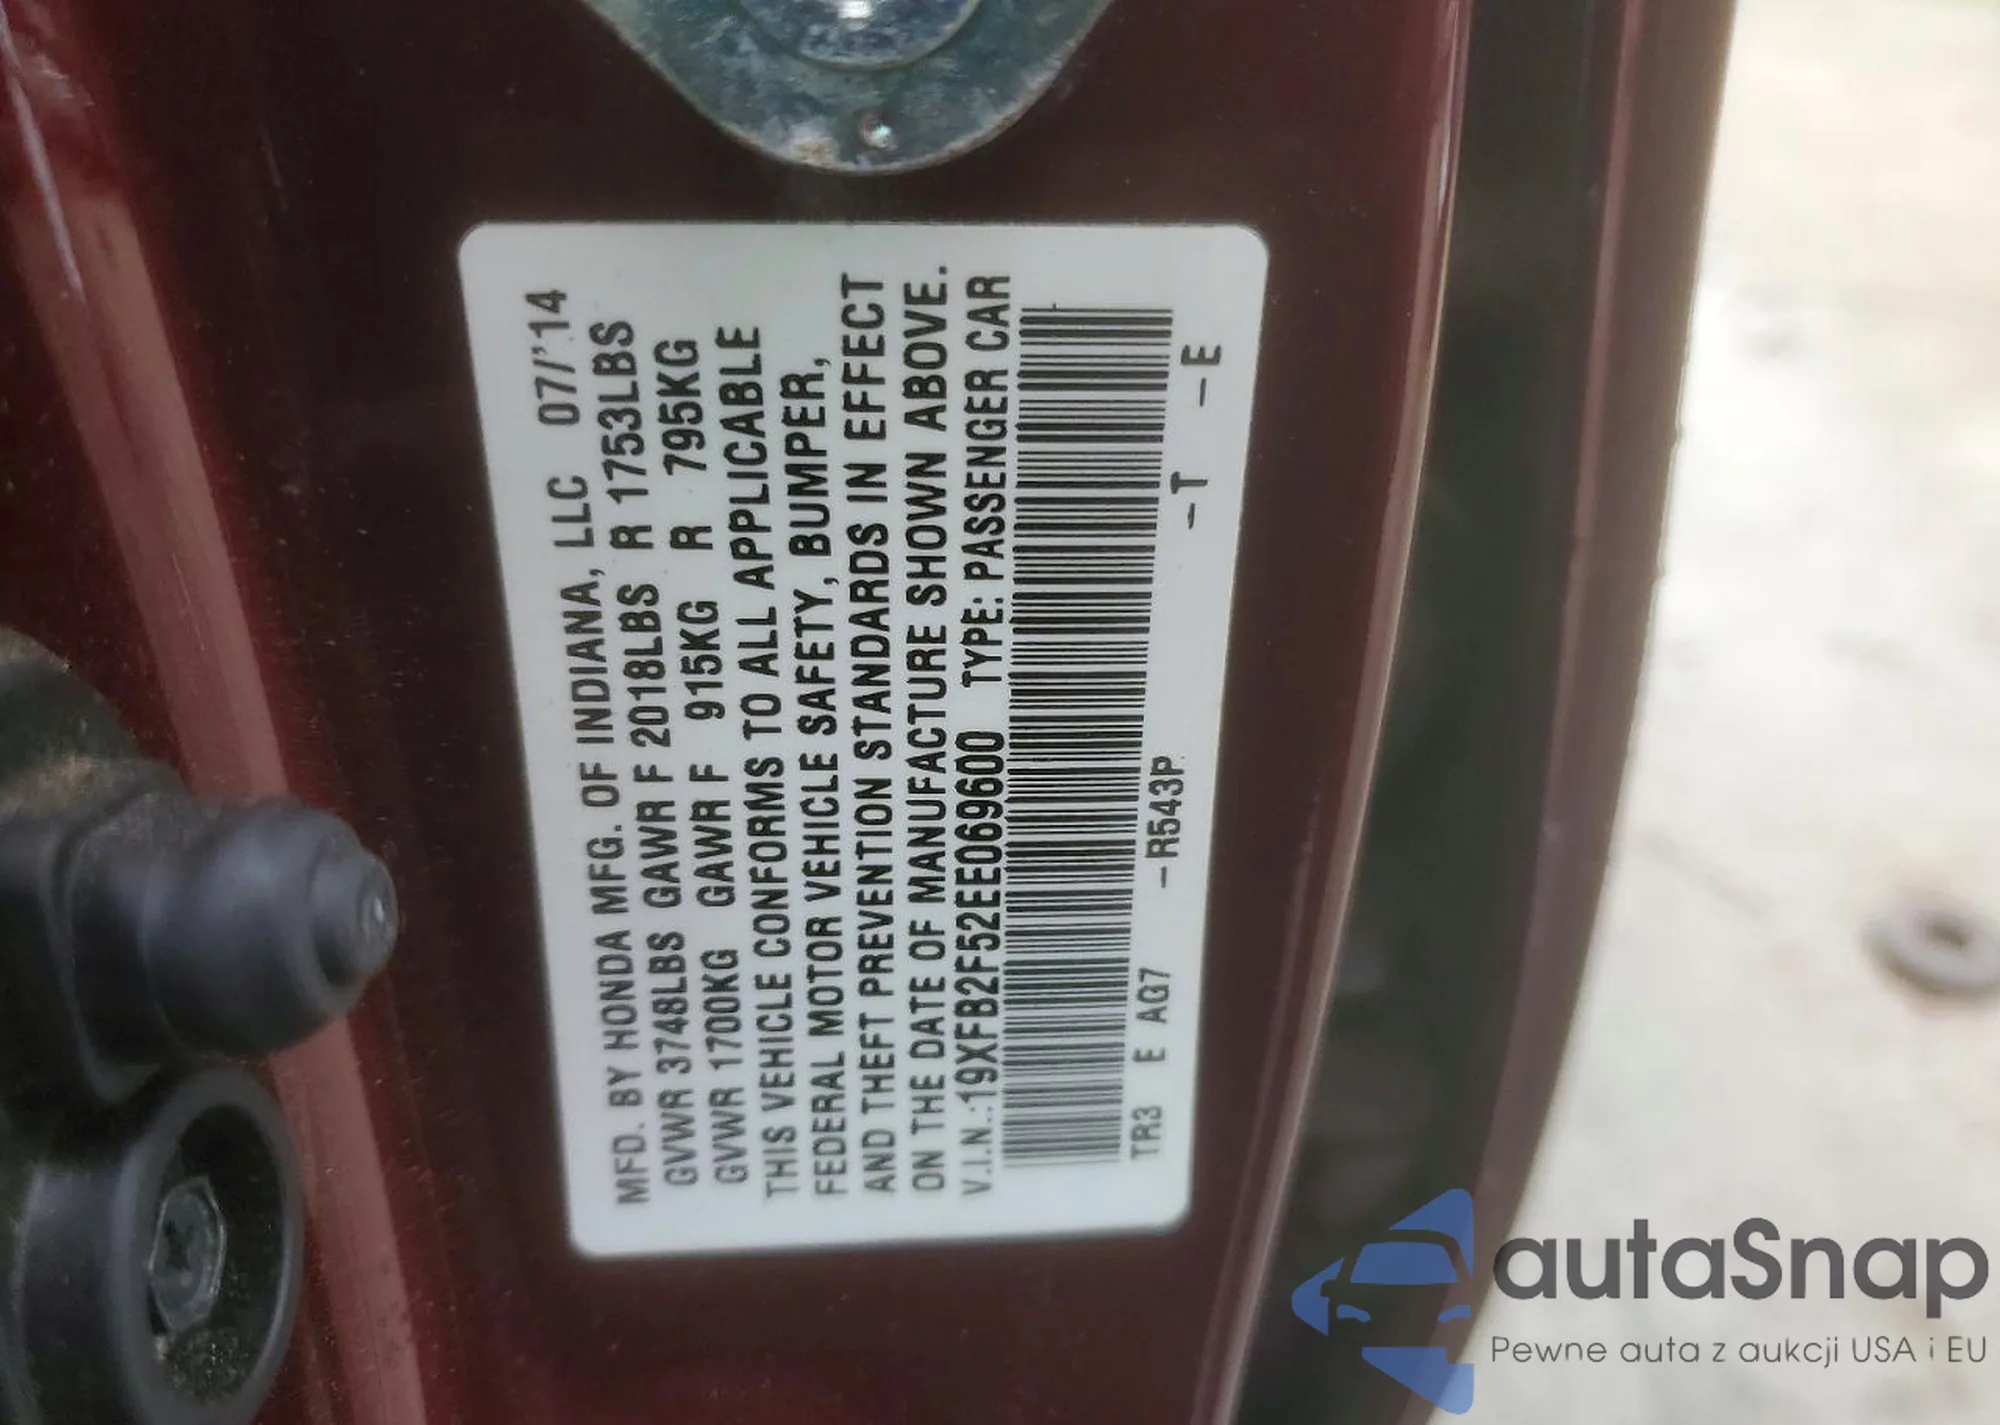 MFD. BY HONDA MFG. OF INDIANA, LLC 07/'14
GVWR 3748LBS GAWR F 2018LBS R 1753LBS
GVWR 1700KG GAWR F 915KG R 795KG
THIS VEHICLE CONFORMS TO ALL APPLICABLE
FEDERAL MOTOR VEHICLE SAFETY, BUMPER,
AND THEFT PREVENTION STANDARDS IN EFFECT
ON THE DATE OF MANUFACTURE SHOWN ABOVE.
V.I.N.:19XFB2F52EE069600 TYPE: PASSENGER CAR
TR3 E AG7 –R543P –T –E
autaSnap
Pewne auta z aukcji USA i EU